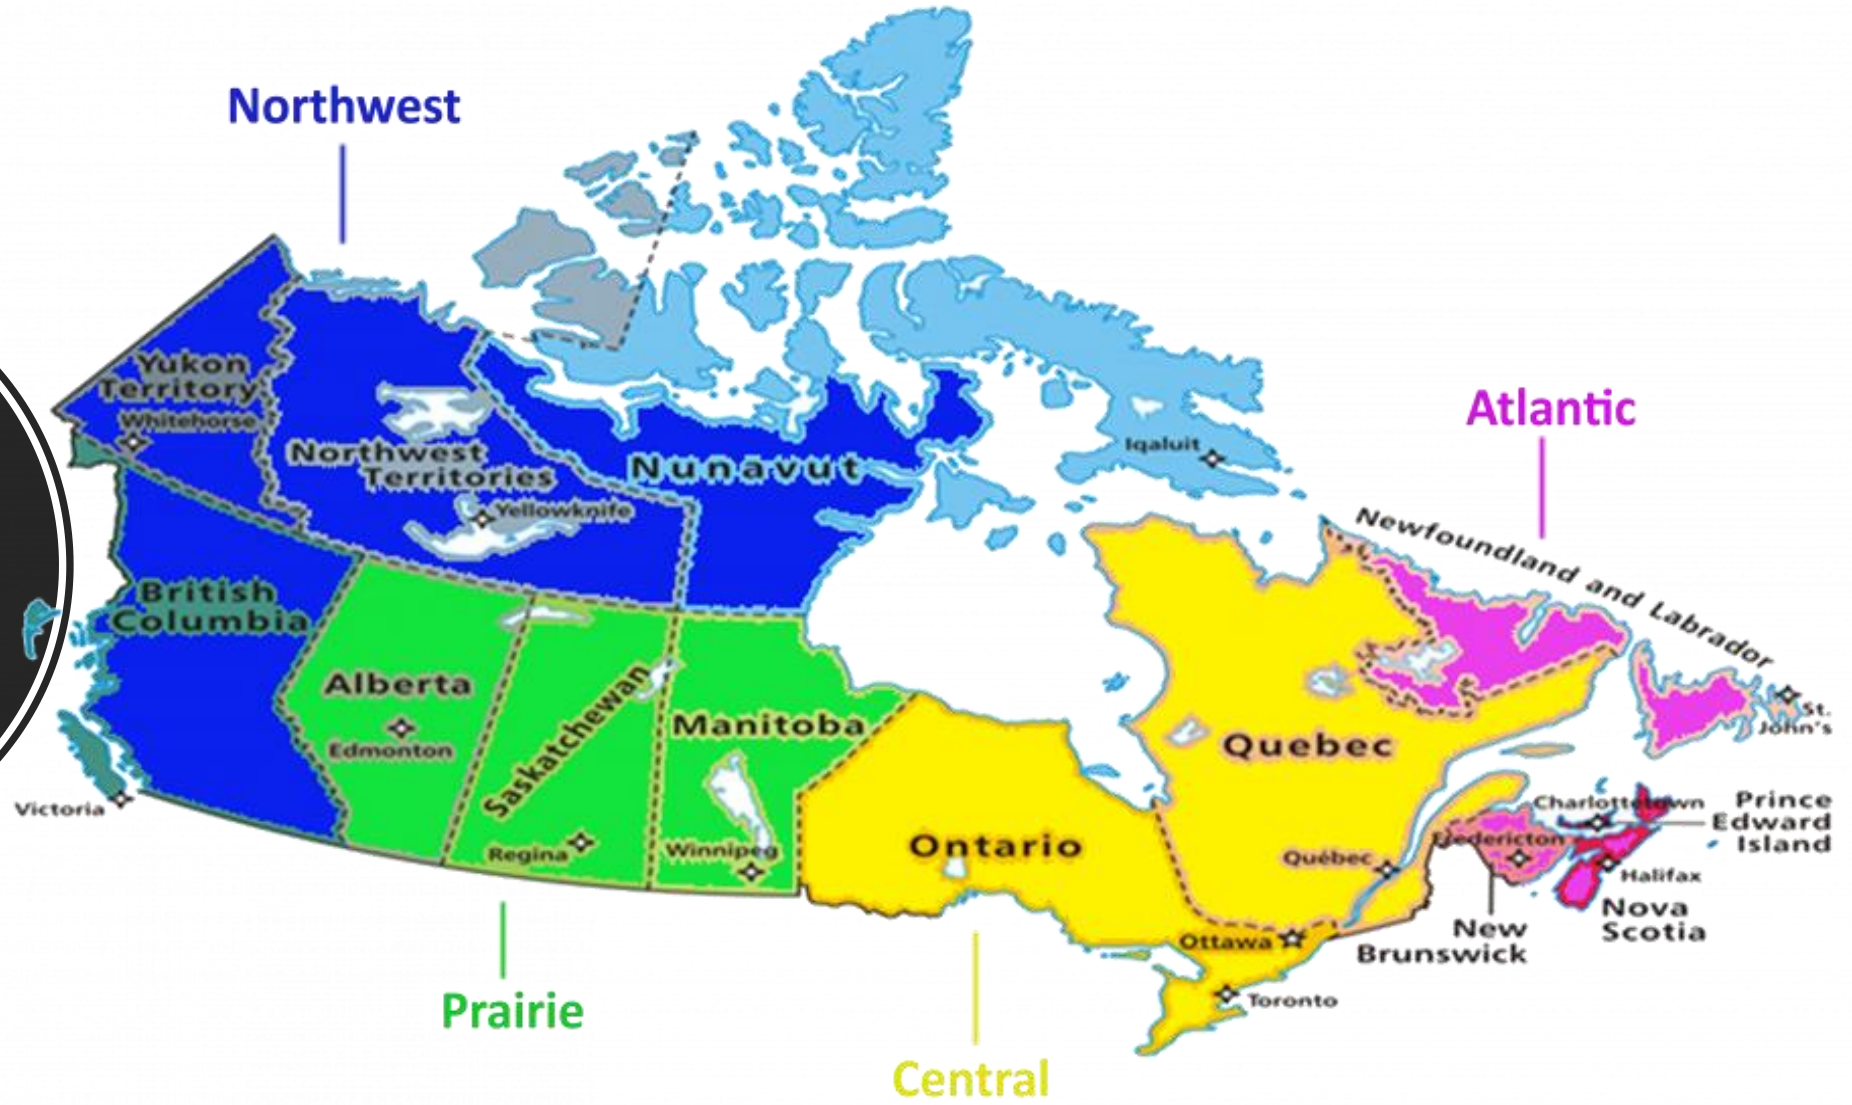 Northwest
Atlantic
Yukon
Territory
Whitehorse
Northwest
Territories
Yellowknife
Nunavut
Iqaluit
Newfoundland and Labrador
British
Columbia
Victoria
Alberta
Edmonton
Saskatchewan
Regina
Manitoba
Winnipeg
Ontario
Ottawa
Toronto
Quebec
Québec
St.
John's
Charlottetown
Prince
Edward
Island
Fredericton
Halifax
Nova
Scotia
New
Brunswick
Prairie
Central